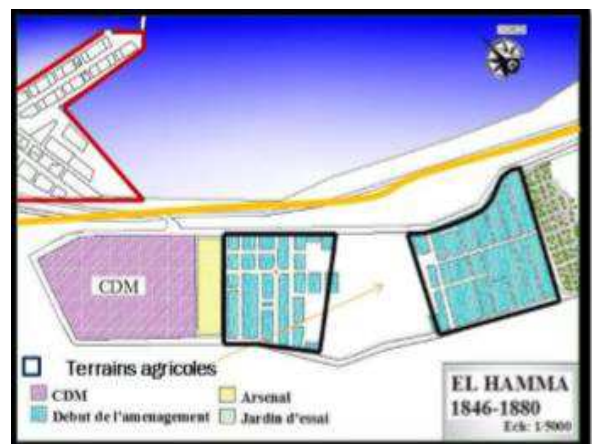 CDM
Terrains agricoles
CDM
Arsenal
Debut de l'amenagement
Jardin d'essai
EL HAMMA
1846-1880
Ech: 1/5000